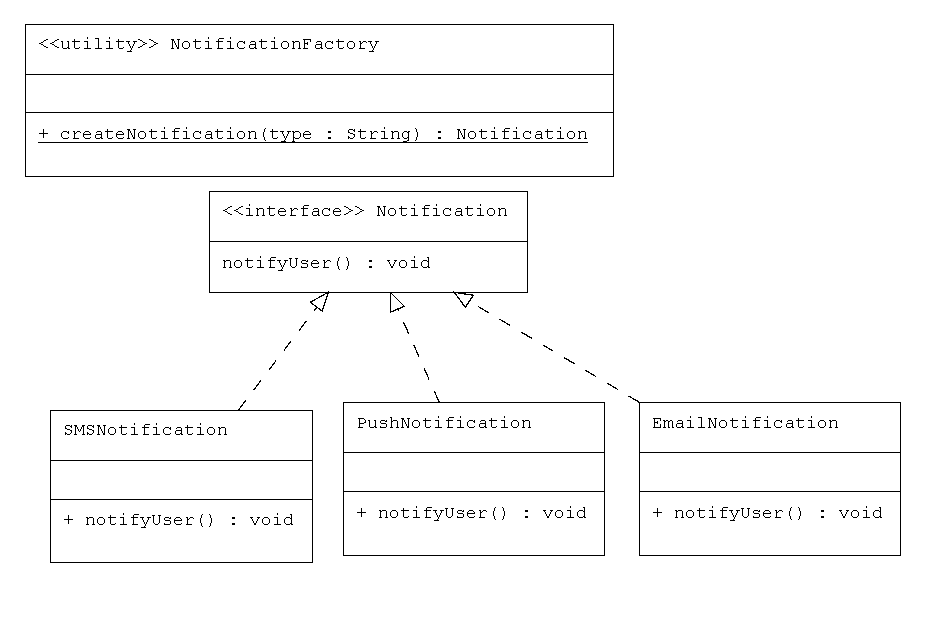 <<utility>> NotificationFactory
+ createNotification(type : String) : Notification
<<interface>> Notification
notifyUser() : void
SMSNotification
+ notifyUser() : void
PushNotification
+ notifyUser() : void
EmailNotification
+ notifyUser() : void